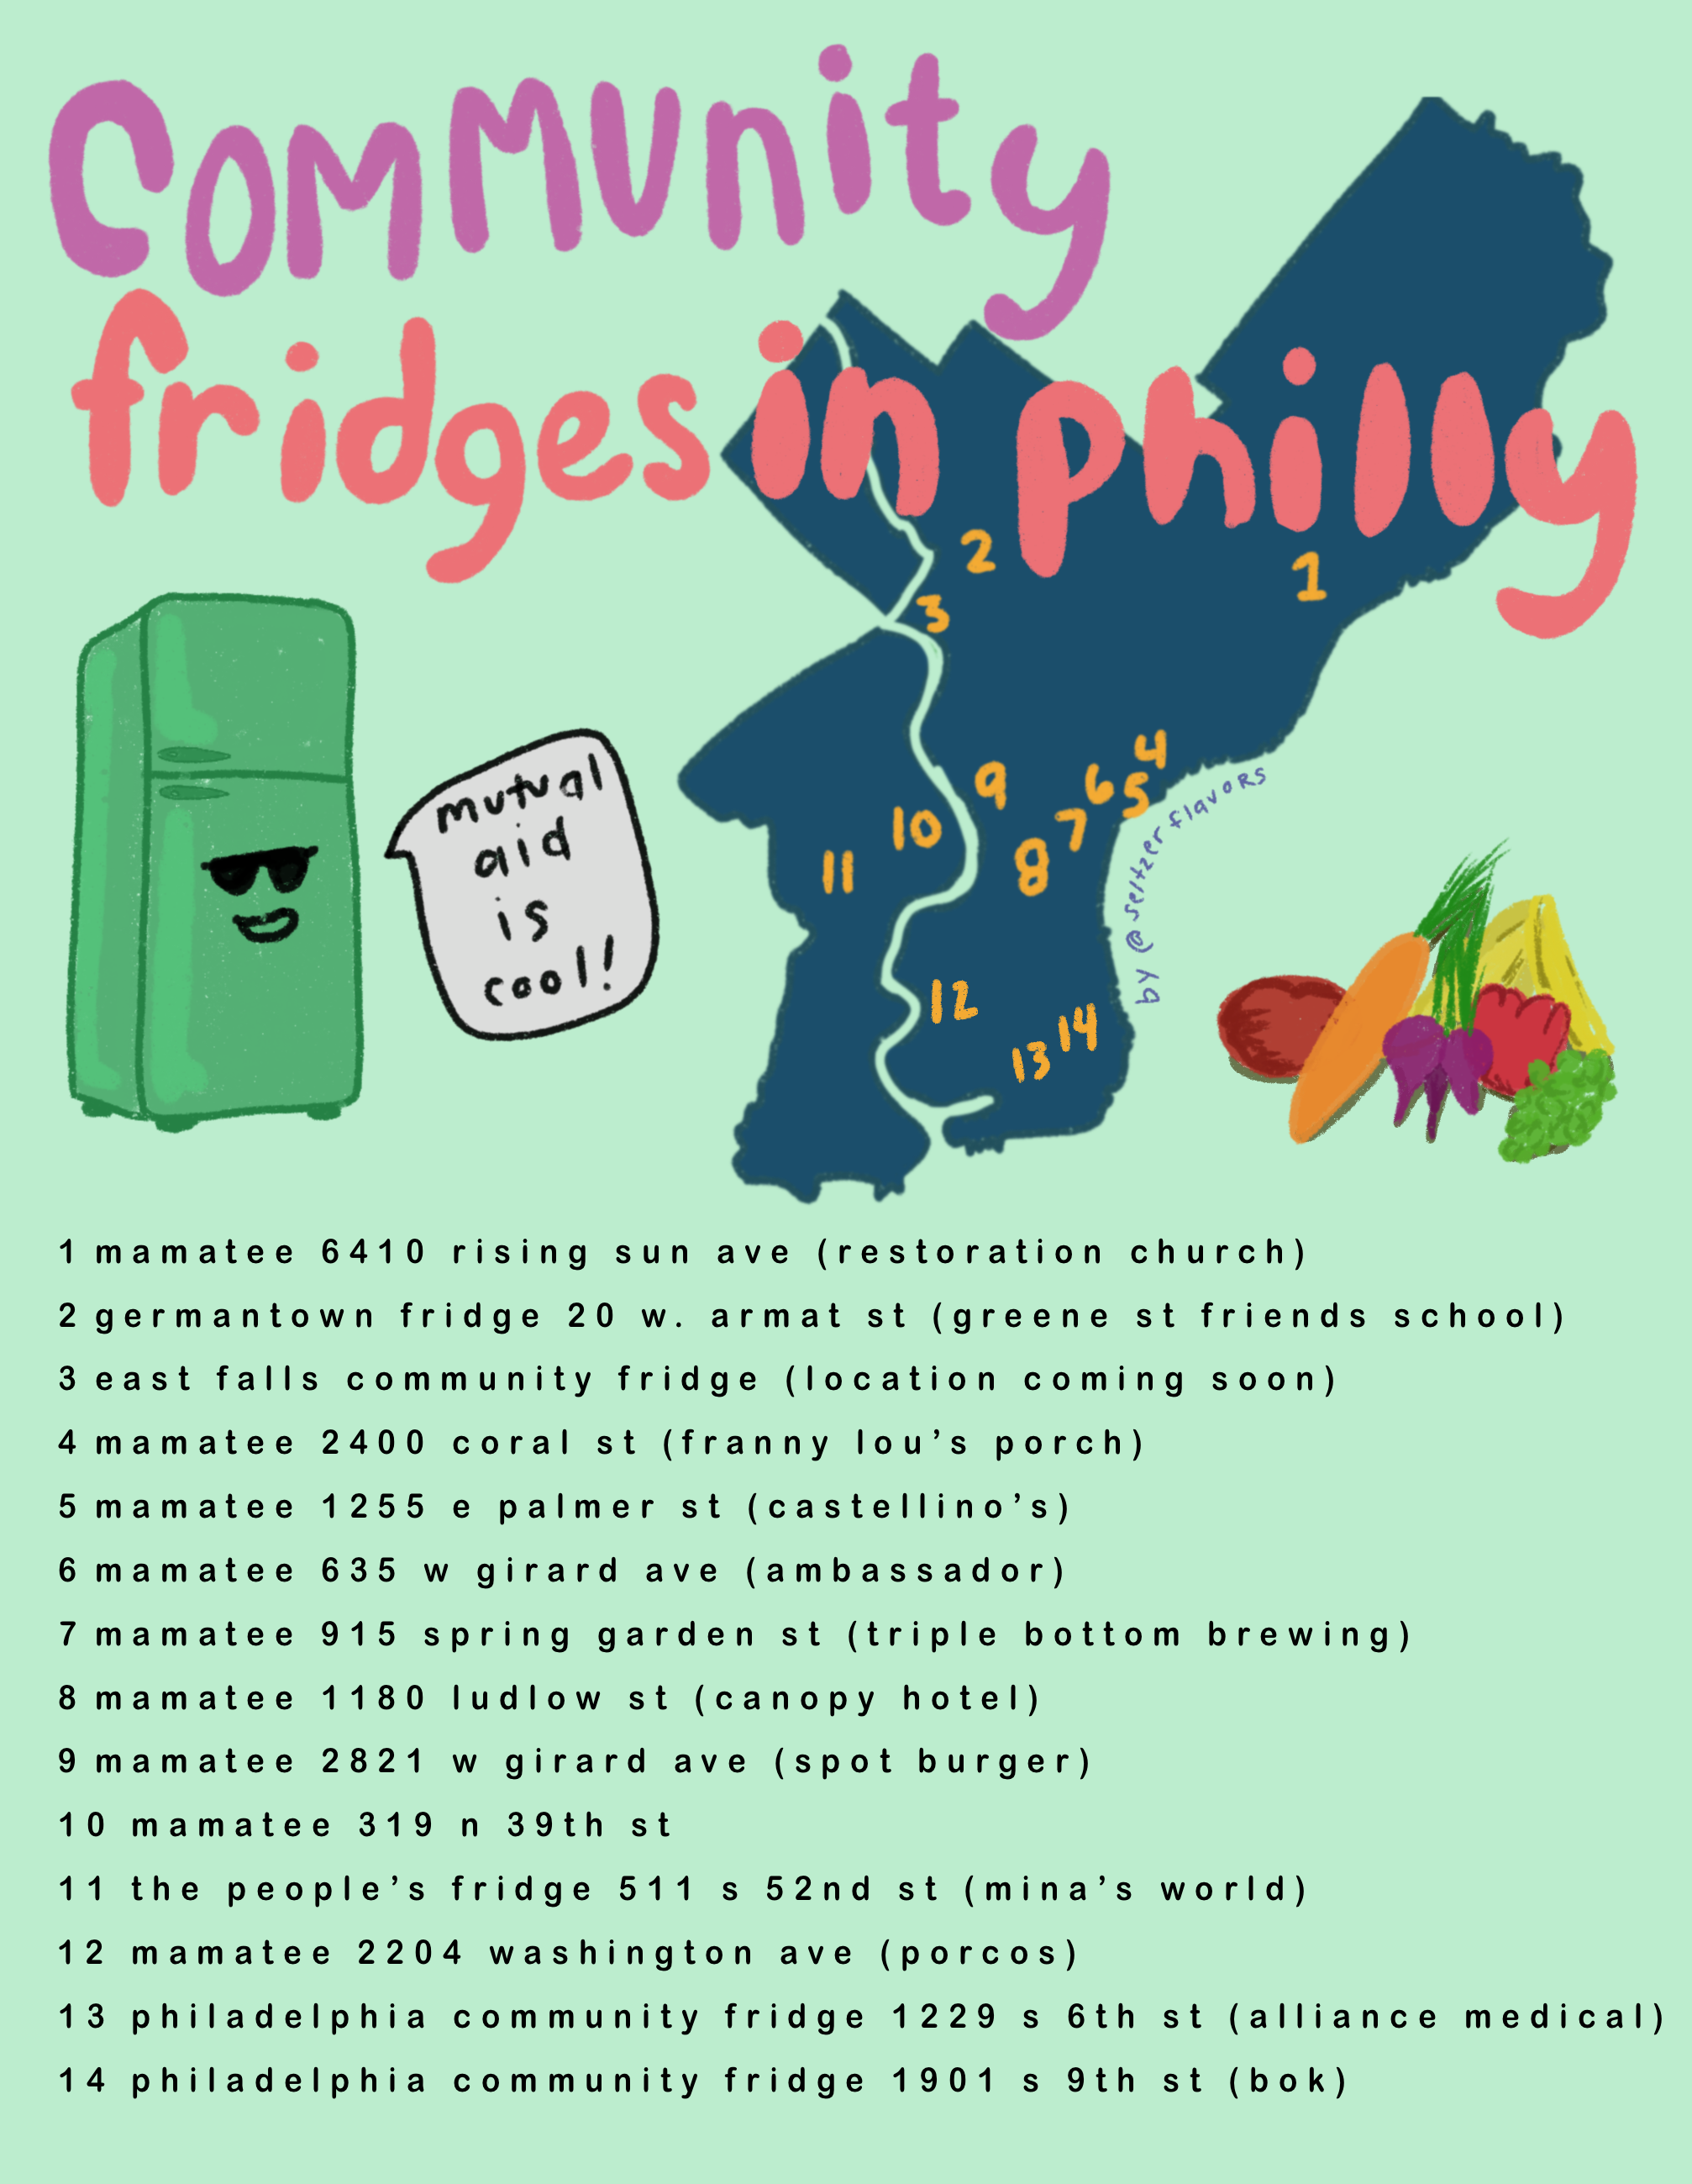 community
fridges in philly
2
1
3
mutual
aid
is
cool!
4
9
6
5
10
7
8
11
12
14
13
by @seltzerflavors
1 mamatee 6410 rising sun ave (restoration church)
2 germantown fridge 20 w. armat st (greene st friends school)
3 east falls community fridge (location coming soon)
4 mamatee 2400 coral st (franny lou’s porch)
5 mamatee 1255 e palmer st (castellino’s)
6 mamatee 635 w girard ave (ambassador)
7 mamatee 915 spring garden st (triple bottom brewing)
8 mamatee 1180 ludlow st (canopy hotel)
9 mamatee 2821 w girard ave (spot burger)
10 mamatee 319 n 39th st
11 the people’s fridge 511 s 52nd st (mina’s world)
12 mamatee 2204 washington ave (porcos)
13 philadelphia community fridge 1229 s 6th st (alliance medical)
14 philadelphia community fridge 1901 s 9th st (bok)